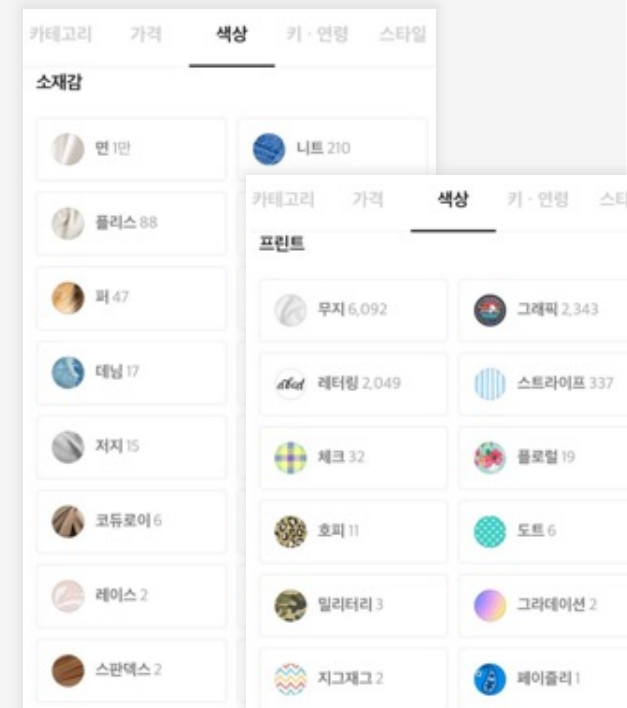 카테고리 가격 색상 키 · 연령 스타일
소재감
면 1만 니트 210
플리스 88
퍼 47
데님 17
저지 15
코듀로이 6
레이스 2
스판덱스 2
카테고리 가격 색상 키 · 연령 스타
프린트
무지 6,092 그래픽 2,343
abcd 레터링 2,049 스트라이프 337
체크 32 플로럴 19
호피 11 도트 6
밀리터리 3 그라데이션 2
지그재그 2 페이즐리 1